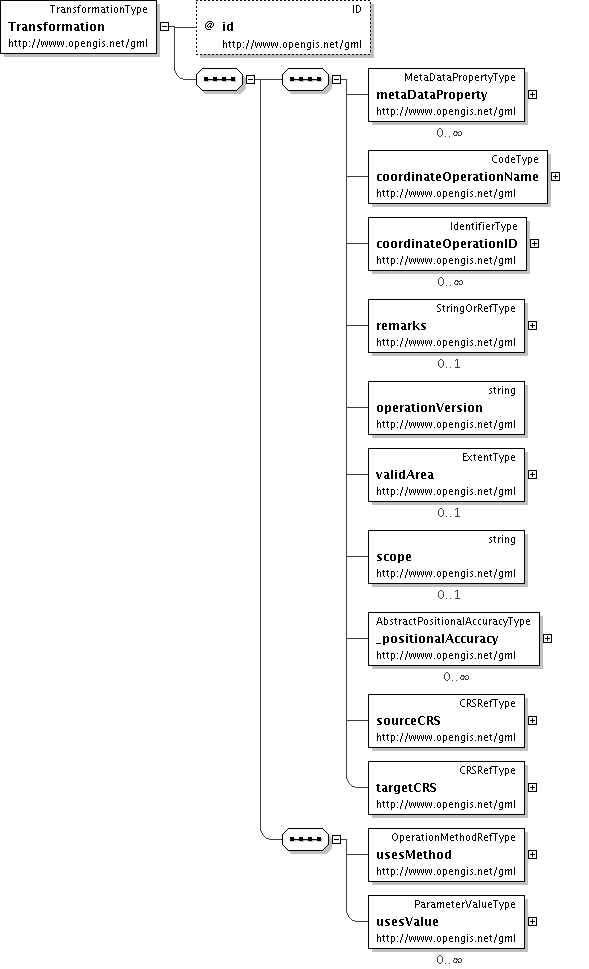 TransformationType
Transformation
http://www.opengis.net/gml
ID
@ id
http://www.opengis.net/gml
MetaDataPropertyType
metaDataProperty
http://www.opengis.net/gml
0..∞
CodeType
coordinateOperationName
http://www.opengis.net/gml
IdentifierType
coordinateOperationID
http://www.opengis.net/gml
0..∞
StringOrRefType
remarks
http://www.opengis.net/gml
0..1
string
operationVersion
http://www.opengis.net/gml
ExtentType
validArea
http://www.opengis.net/gml
0..1
string
scope
http://www.opengis.net/gml
0..1
AbstractPositionalAccuracyType
_positionalAccuracy
http://www.opengis.net/gml
0..∞
CRSRefType
sourceCRS
http://www.opengis.net/gml
CRSRefType
targetCRS
http://www.opengis.net/gml
OperationMethodRefType
usesMethod
http://www.opengis.net/gml
ParameterValueType
usesValue
http://www.opengis.net/gml
0..∞